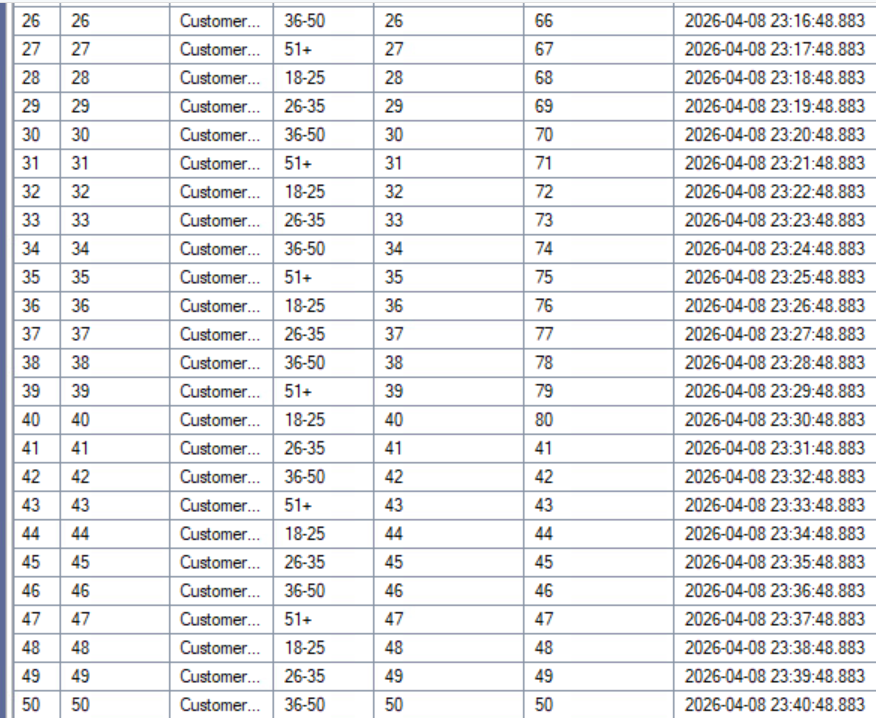 26 26 Customer... 36-50 26 66 2026-04-08 23:16:48.883
27 27 Customer... 51+ 27 67 2026-04-08 23:17:48.883
28 28 Customer... 18-25 28 68 2026-04-08 23:18:48.883
29 29 Customer... 26-35 29 69 2026-04-08 23:19:48.883
30 30 Customer... 36-50 30 70 2026-04-08 23:20:48.883
31 31 Customer... 51+ 31 71 2026-04-08 23:21:48.883
32 32 Customer... 18-25 32 72 2026-04-08 23:22:48.883
33 33 Customer... 26-35 33 73 2026-04-08 23:23:48.883
34 34 Customer... 36-50 34 74 2026-04-08 23:24:48.883
35 35 Customer... 51+ 35 75 2026-04-08 23:25:48.883
36 36 Customer... 18-25 36 76 2026-04-08 23:26:48.883
37 37 Customer... 26-35 37 77 2026-04-08 23:27:48.883
38 38 Customer... 36-50 38 78 2026-04-08 23:28:48.883
39 39 Customer... 51+ 39 79 2026-04-08 23:29:48.883
40 40 Customer... 18-25 40 80 2026-04-08 23:30:48.883
41 41 Customer... 26-35 41 41 2026-04-08 23:31:48.883
42 42 Customer... 36-50 42 42 2026-04-08 23:32:48.883
43 43 Customer... 51+ 43 43 2026-04-08 23:33:48.883
44 44 Customer... 18-25 44 44 2026-04-08 23:34:48.883
45 45 Customer... 26-35 45 45 2026-04-08 23:35:48.883
46 46 Customer... 36-50 46 46 2026-04-08 23:36:48.883
47 47 Customer... 51+ 47 47 2026-04-08 23:37:48.883
48 48 Customer... 18-25 48 48 2026-04-08 23:38:48.883
49 49 Customer... 26-35 49 49 2026-04-08 23:39:48.883
50 50 Customer... 36-50 50 50 2026-04-08 23:40:48.883